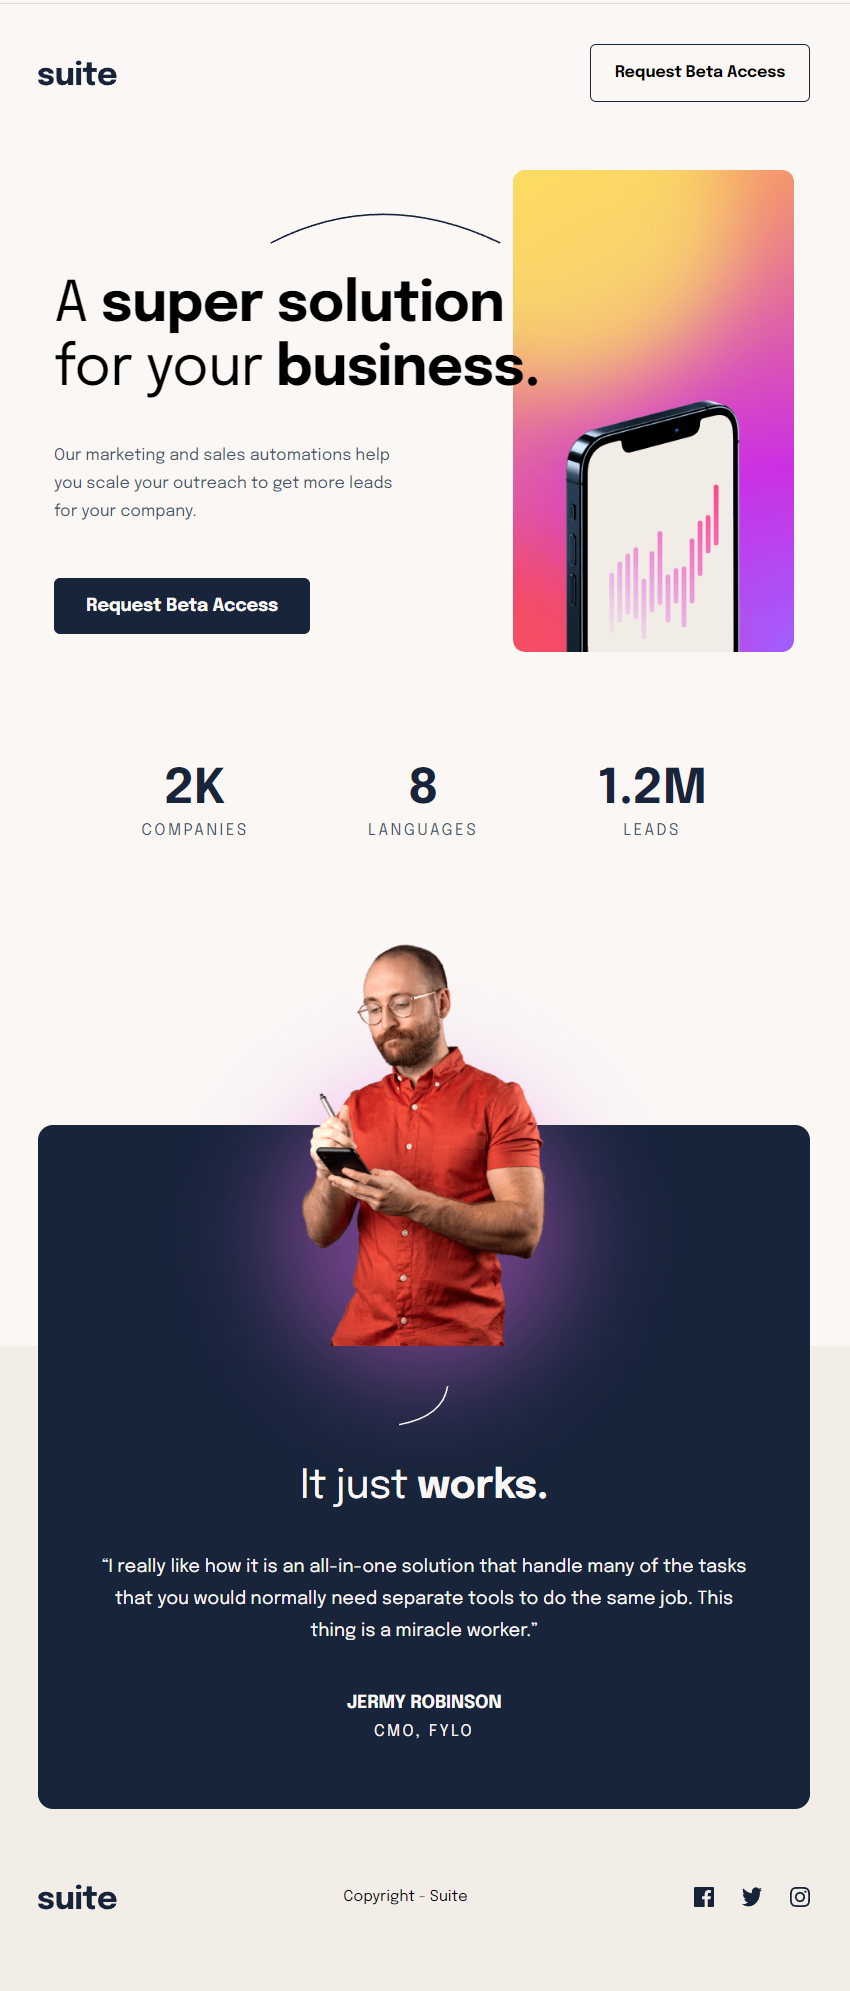 suite
Request Beta Access
A super solution
for your business.
Our marketing and sales automations help
you scale your outreach to get more leads
for your company.
Request Beta Access
2K
COMPANIES
8
LANGUAGES
1.2M
LEADS
It just works.
“I really like how it is an all-in-one solution that handle many of the tasks
that you would normally need separate tools to do the same job. This
thing is a miracle worker.”
JERMY ROBINSON
CMO, FYLO
suite
Copyright - Suite